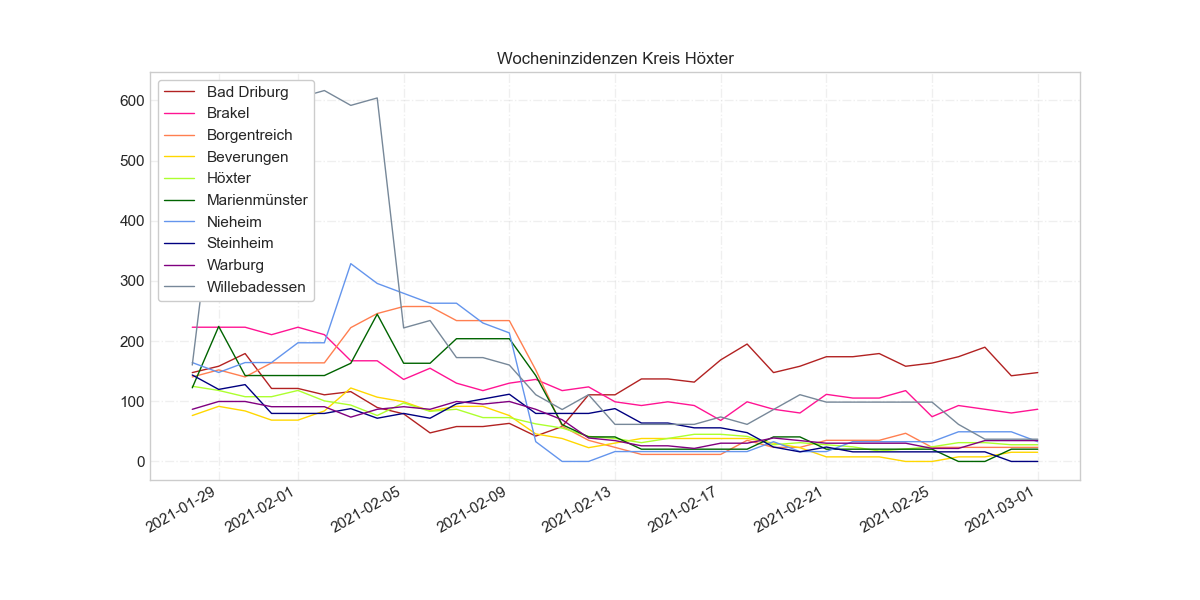 Wocheninzidenzen Kreis Höxter
600
500
400
300
200
100
0
Bad Driburg
Brakel
Borgentreich
Beverungen
Höxter
Marienmünster
Nieheim
Steinheim
Warburg
Willebadessen
2021-01-29
2021-02-01
2021-02-05
2021-02-09
2021-02-13
2021-02-17
2021-02-21
2021-02-25
2021-03-01